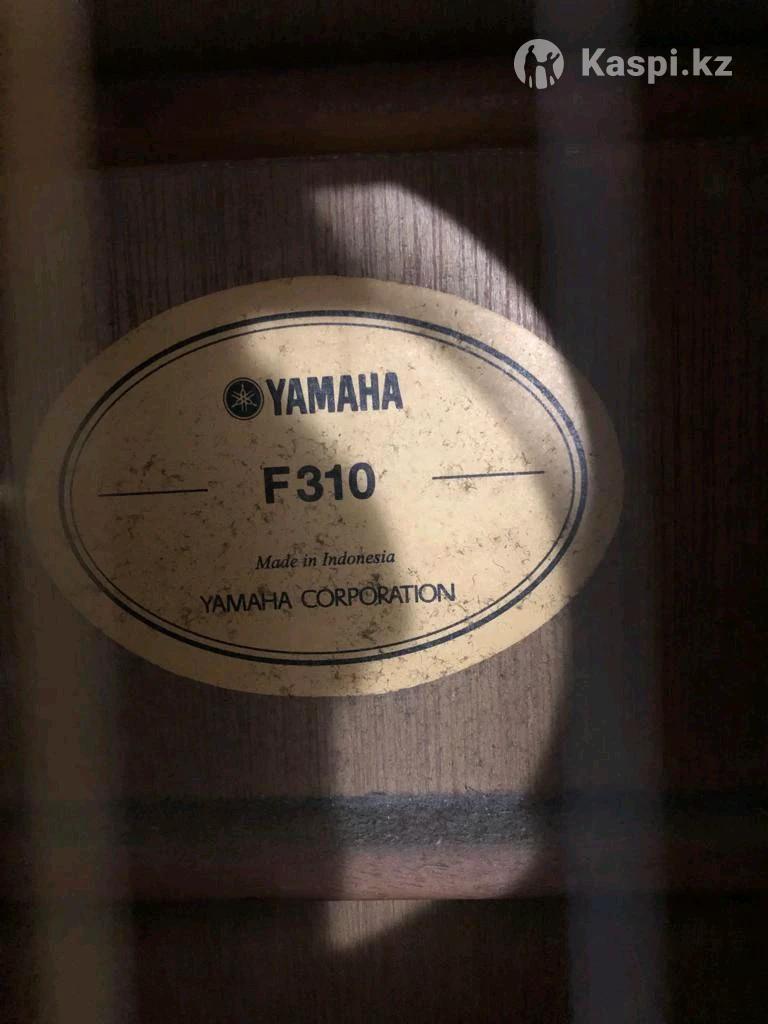 Kaspi.kz
YAMAHA
F310
Made in Indonesia
YAMAHA CORPORATION